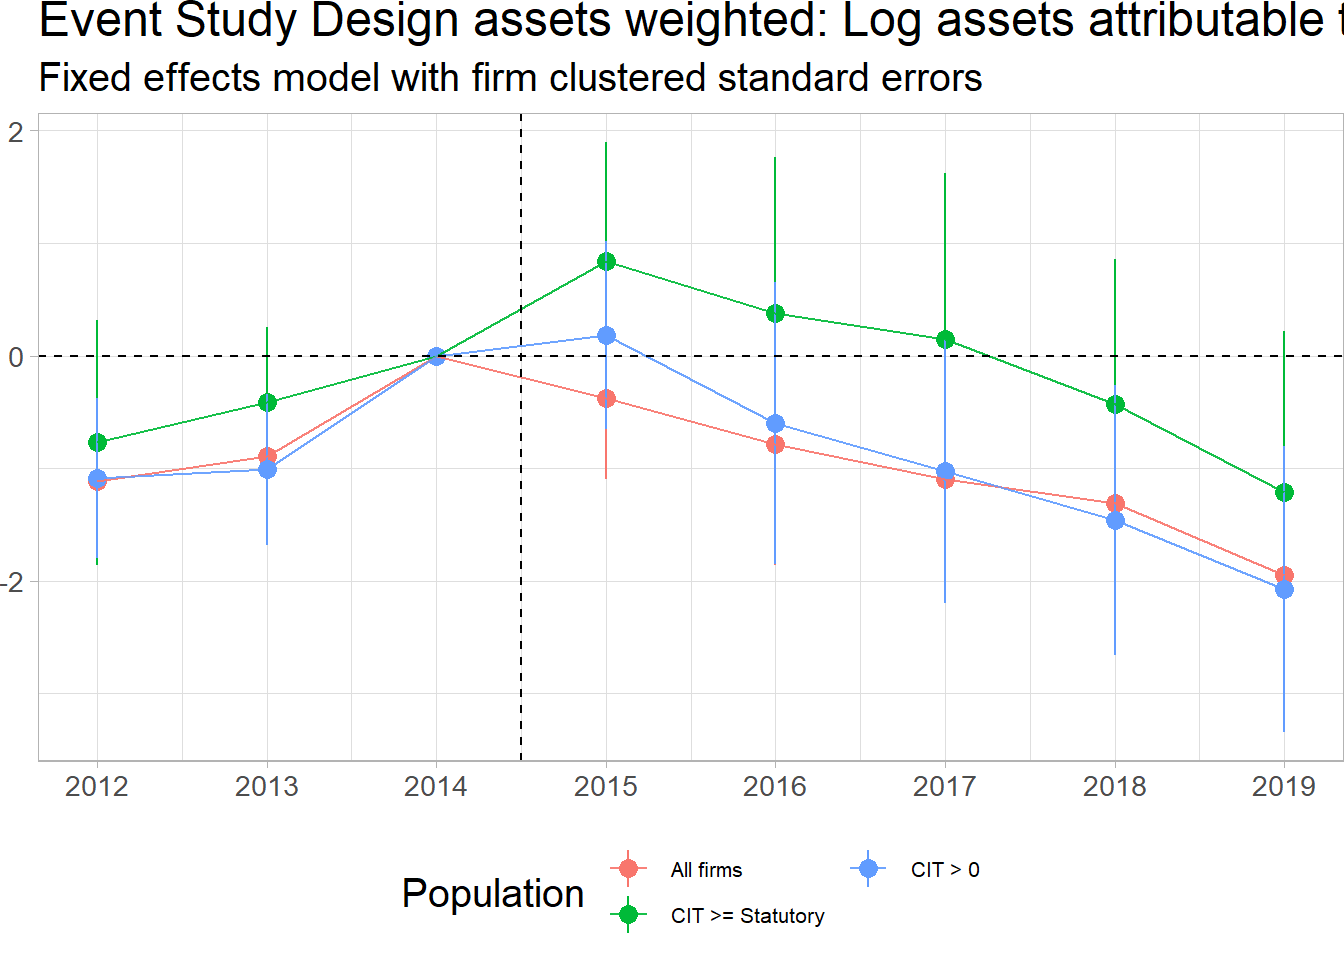 Event Study Design assets weighted: Log assets attributable
Fixed effects model with firm clustered standard errors
2
0
-2
2012 2013 2014 2015 2016 2017 2018 2019
Population
All firms
CIT > 0
CIT >= Statutory